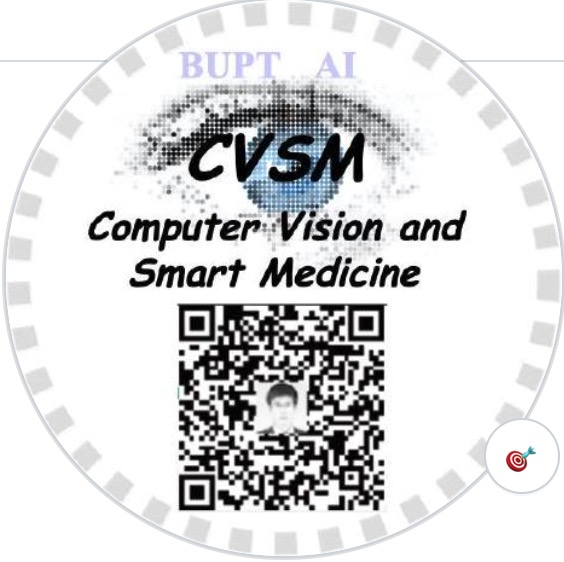 BUPT AI
CVSM
Computer Vision and
Smart Medicine